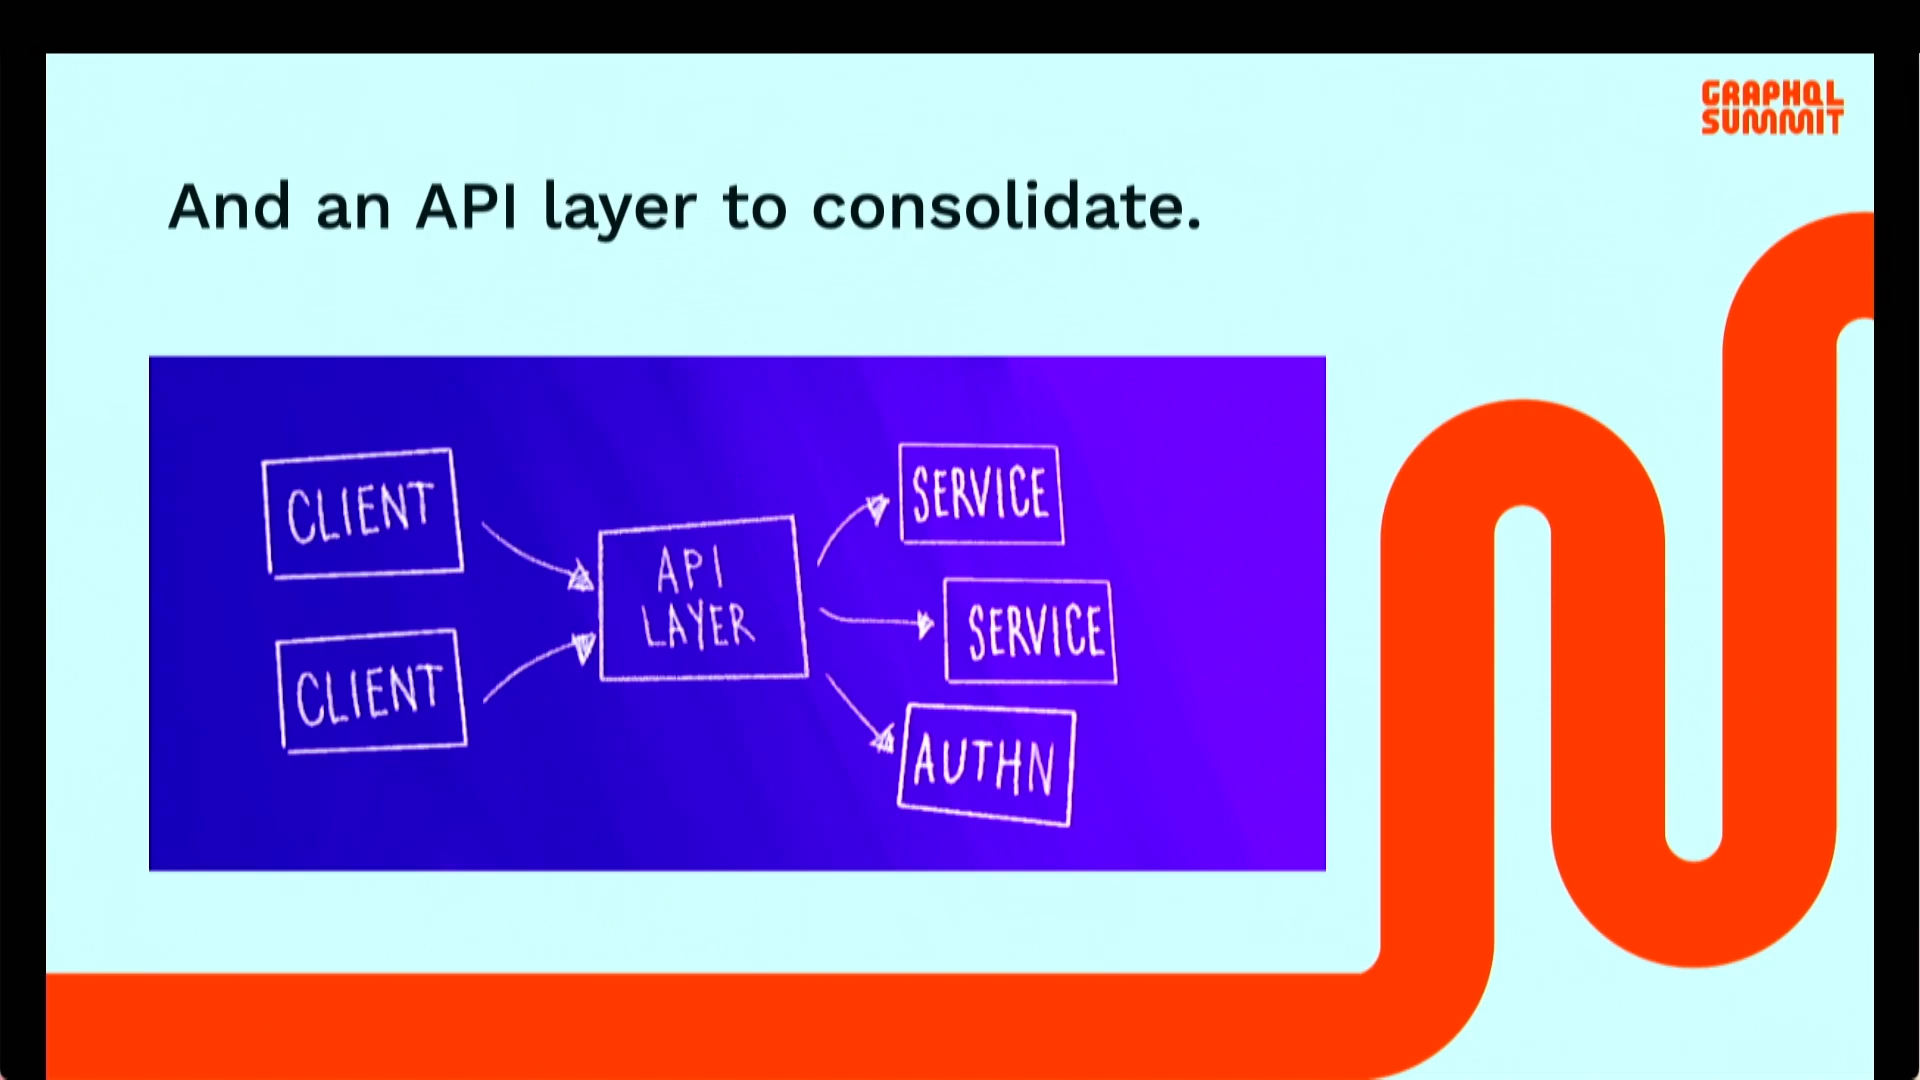 GRAPHQL
SUMMIT
And an API layer to consolidate.
CLIENT
CLIENT
API
LAYER
SERVICE
SERVICE
AUTHN